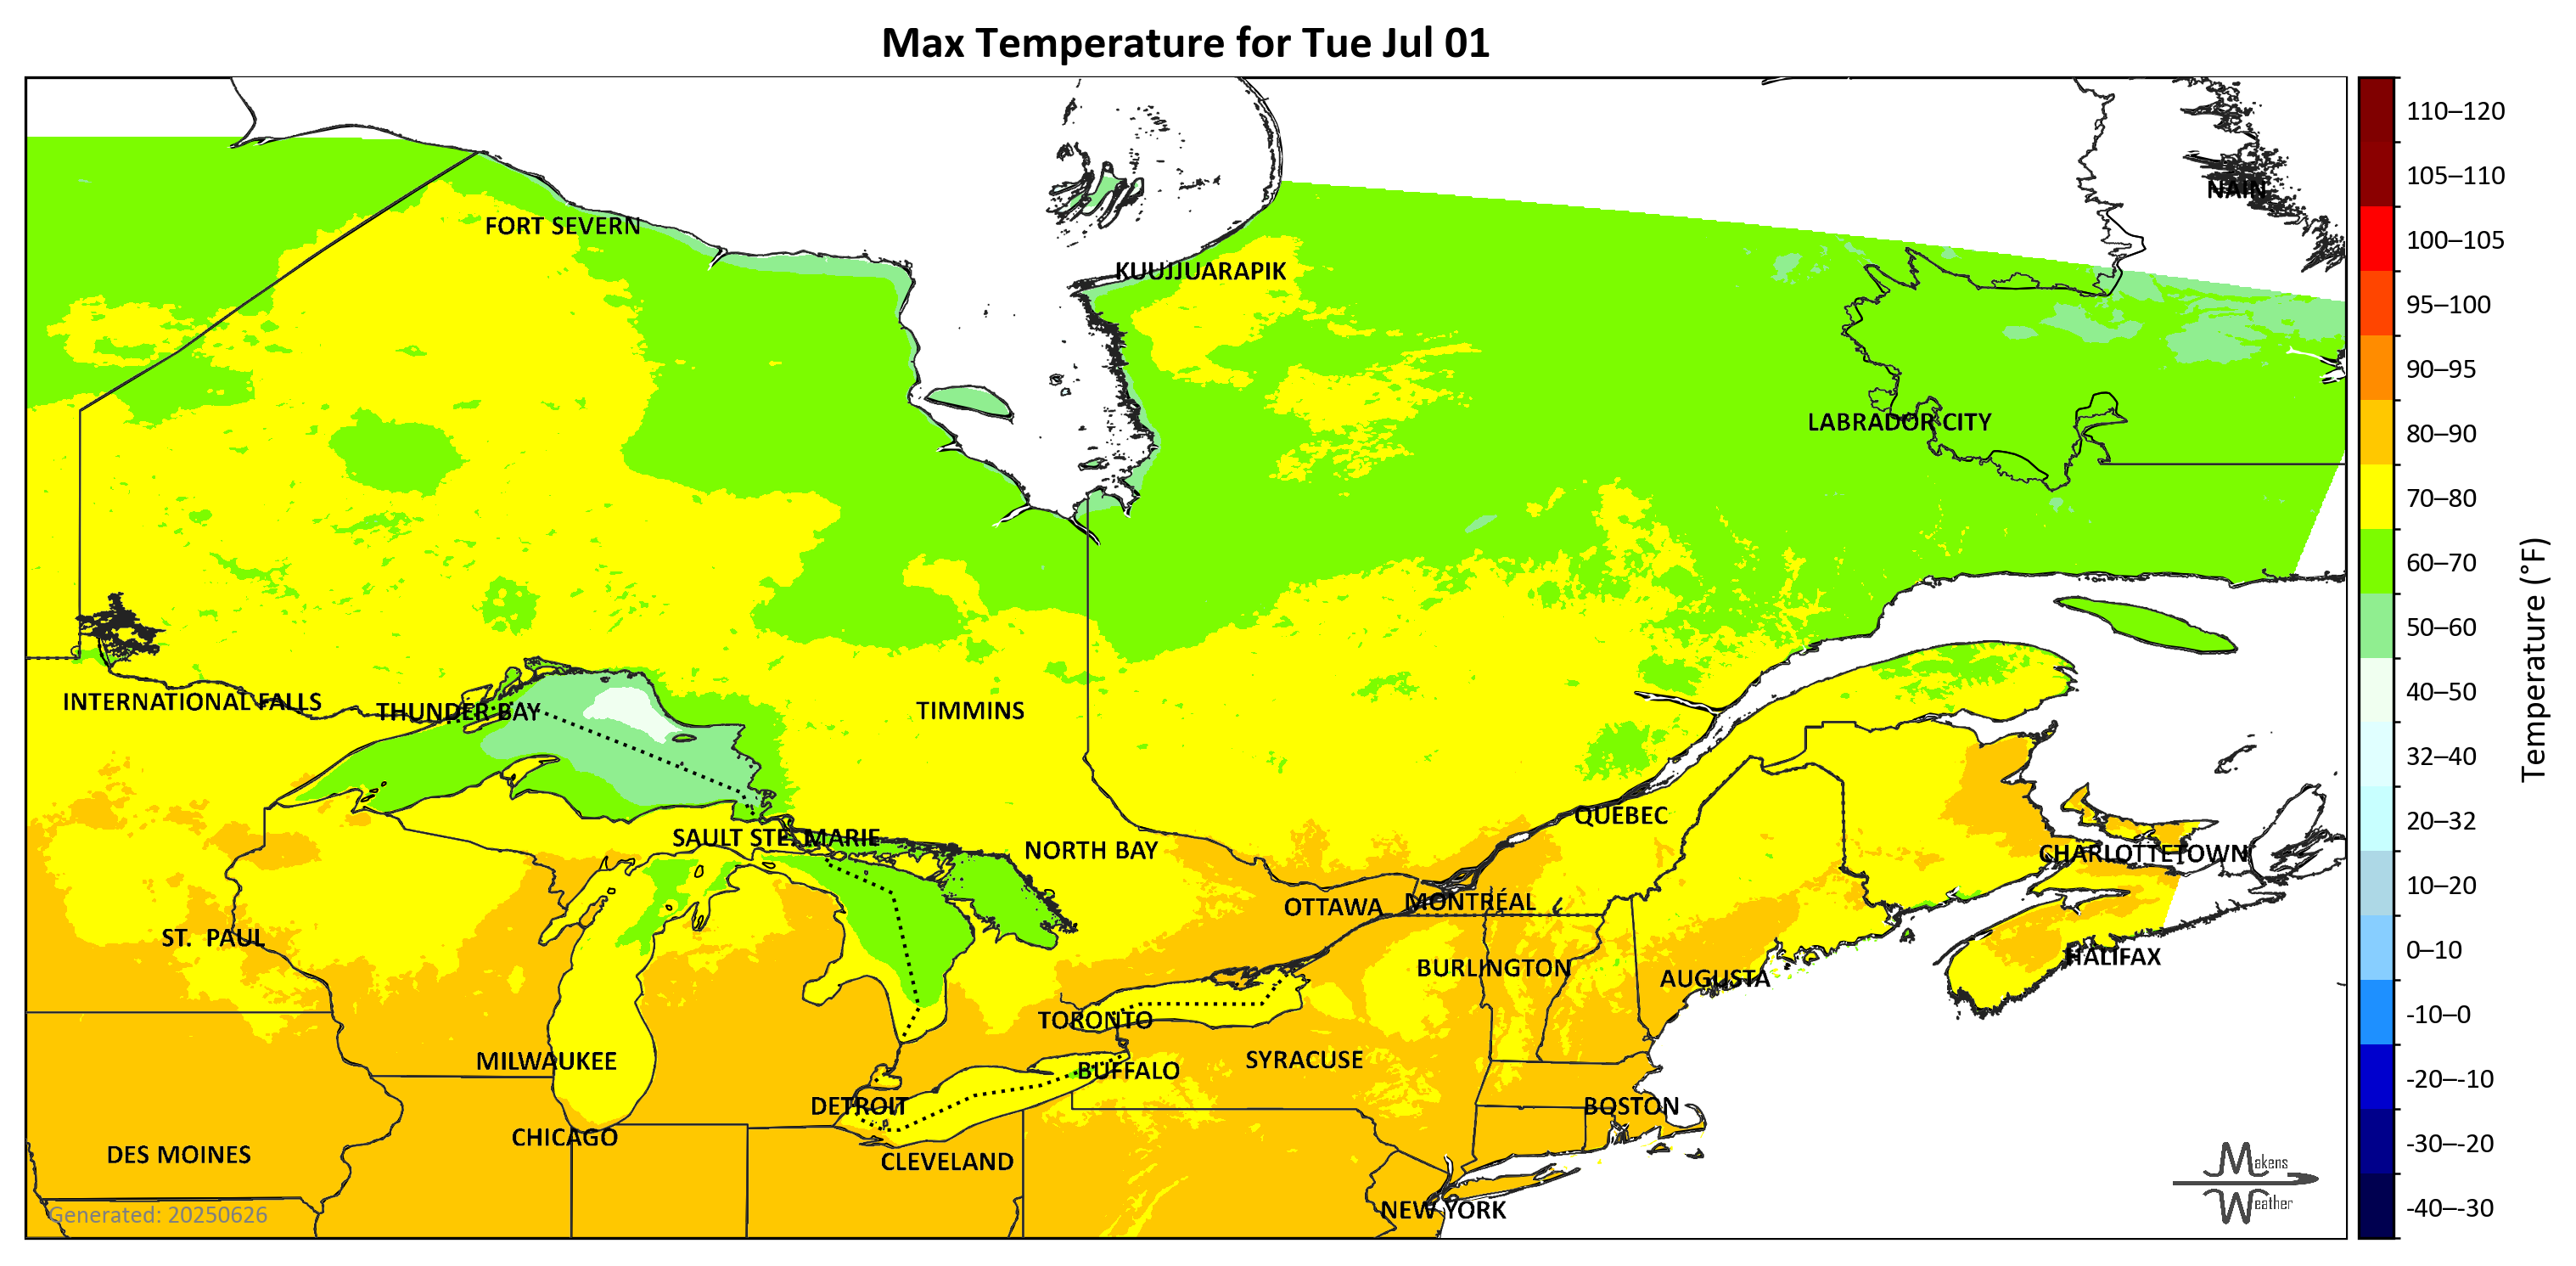 Max Temperature for Tue Jul 01
110–120
105–110
NAIN
FORT SEVERN
100–105
KUUJJUARAPIK
95–100
90–95
LABRADOR CITY
80–90
70–80
60–70
50–60
Temperature (°F)
40–50
INTERNATIONAL FALLS
THUNDER BAY
TIMMINS
32–40
QUEBEC
20–32
SAULT STE. MARIE
NORTH BAY
CHARLOTTETOWN
10–20
OTTAWA
MONTRÉAL
ST. PAUL
0–10
HALIFAX
BURLINGTON
AUGUSTA
-10–0
TORONTO
MILWAUKEE
SYRACUSE
BUFFALO
-20–-10
DETROIT
BOSTON
CHICAGO
-30–-20
DES MOINES
CLEVELAND
Makens
Weather
-40–-30
Generated: 20250626
NEW YORK